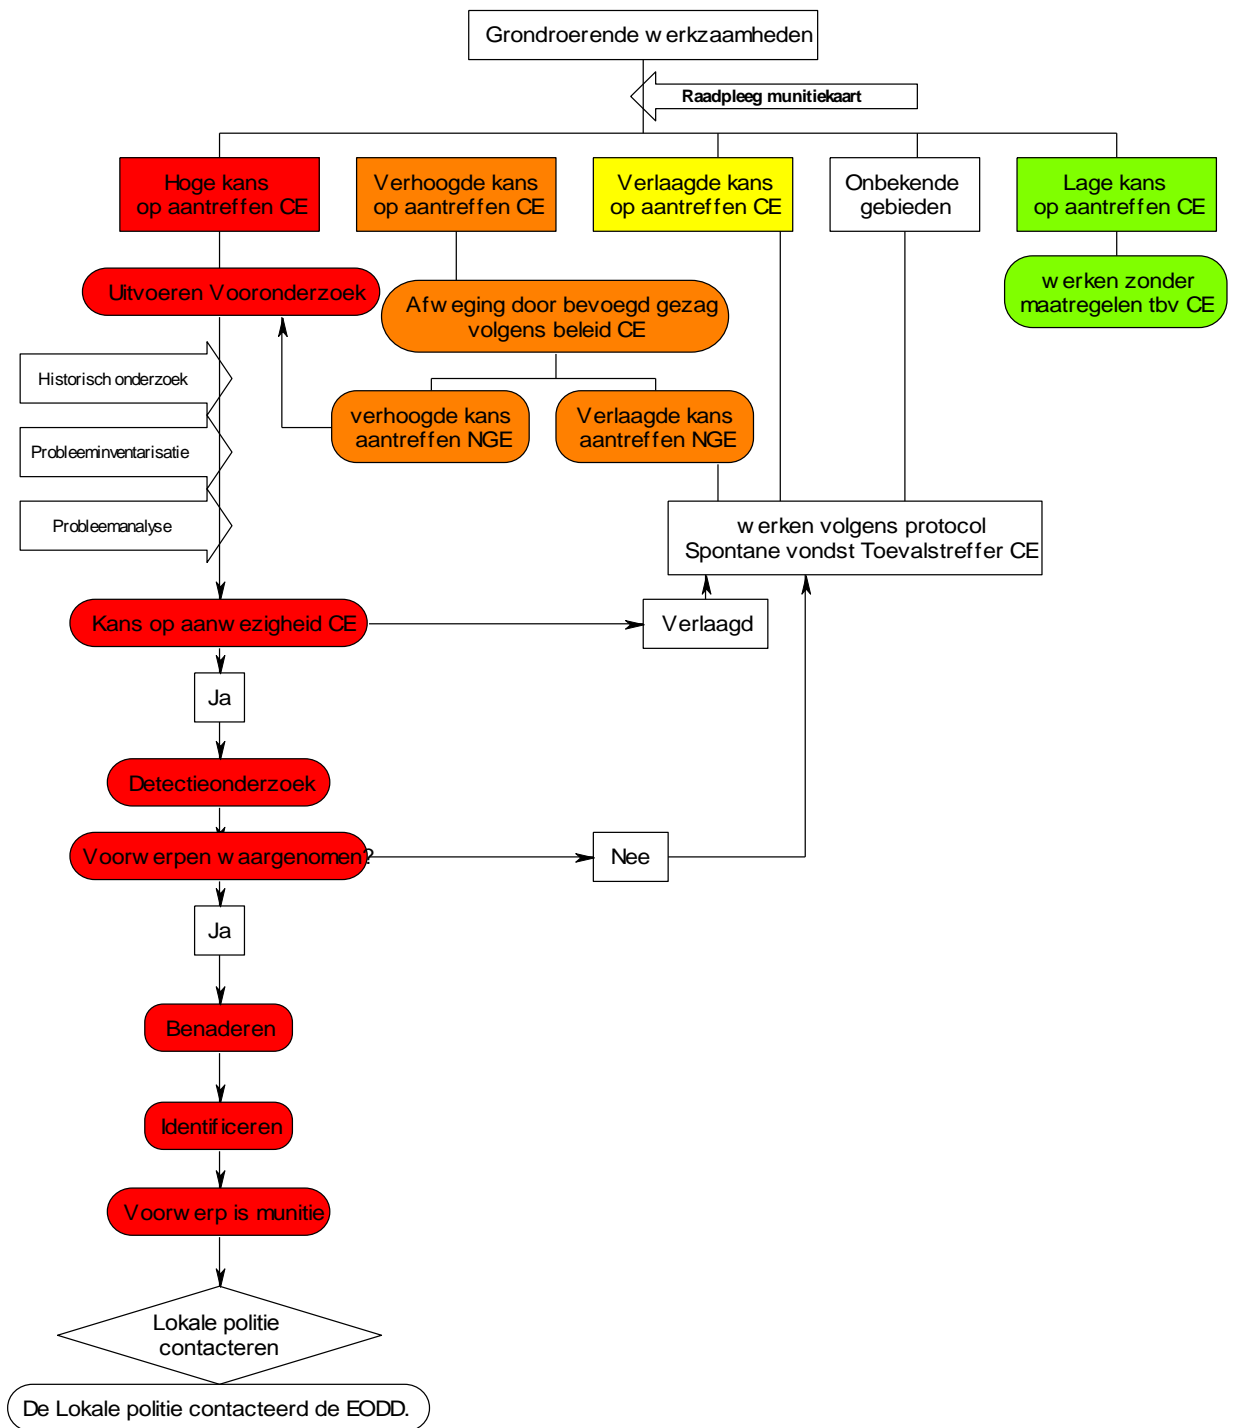 Grondroerende werkzaamheden
Raadpleeg munitiekaart
Hoge kans
op aantreffen CE
Verhoogde kans
op aantreffen CE
Verlaagde kans
op aantreffen CE
Onbekende
gebieden
Lage kans
op aantreffen CE
Uitvoeren Vooronderzoek
Afweging door bevoegd gezag
volgens beleid CE
werken zonder
maatregelen tbv CE
Historisch onderzoek
verhoogde kans
aantreffen NGE
Verlaagde kans
aantreffen NGE
Probleeminventarisatie
Probleemanalyse
werken volgens protocol
Spontane vondst Toevalstreffer CE
Kans op aanwezigheid CE
Verlaagd
Ja
Detectieonderzoek
Voorwerpen waargenomen?
Nee
Ja
Benaderen
Identificeren
Voorwerp is munitie
Lokale politie
contacteren
De Lokale politie contacteerd de EODD.